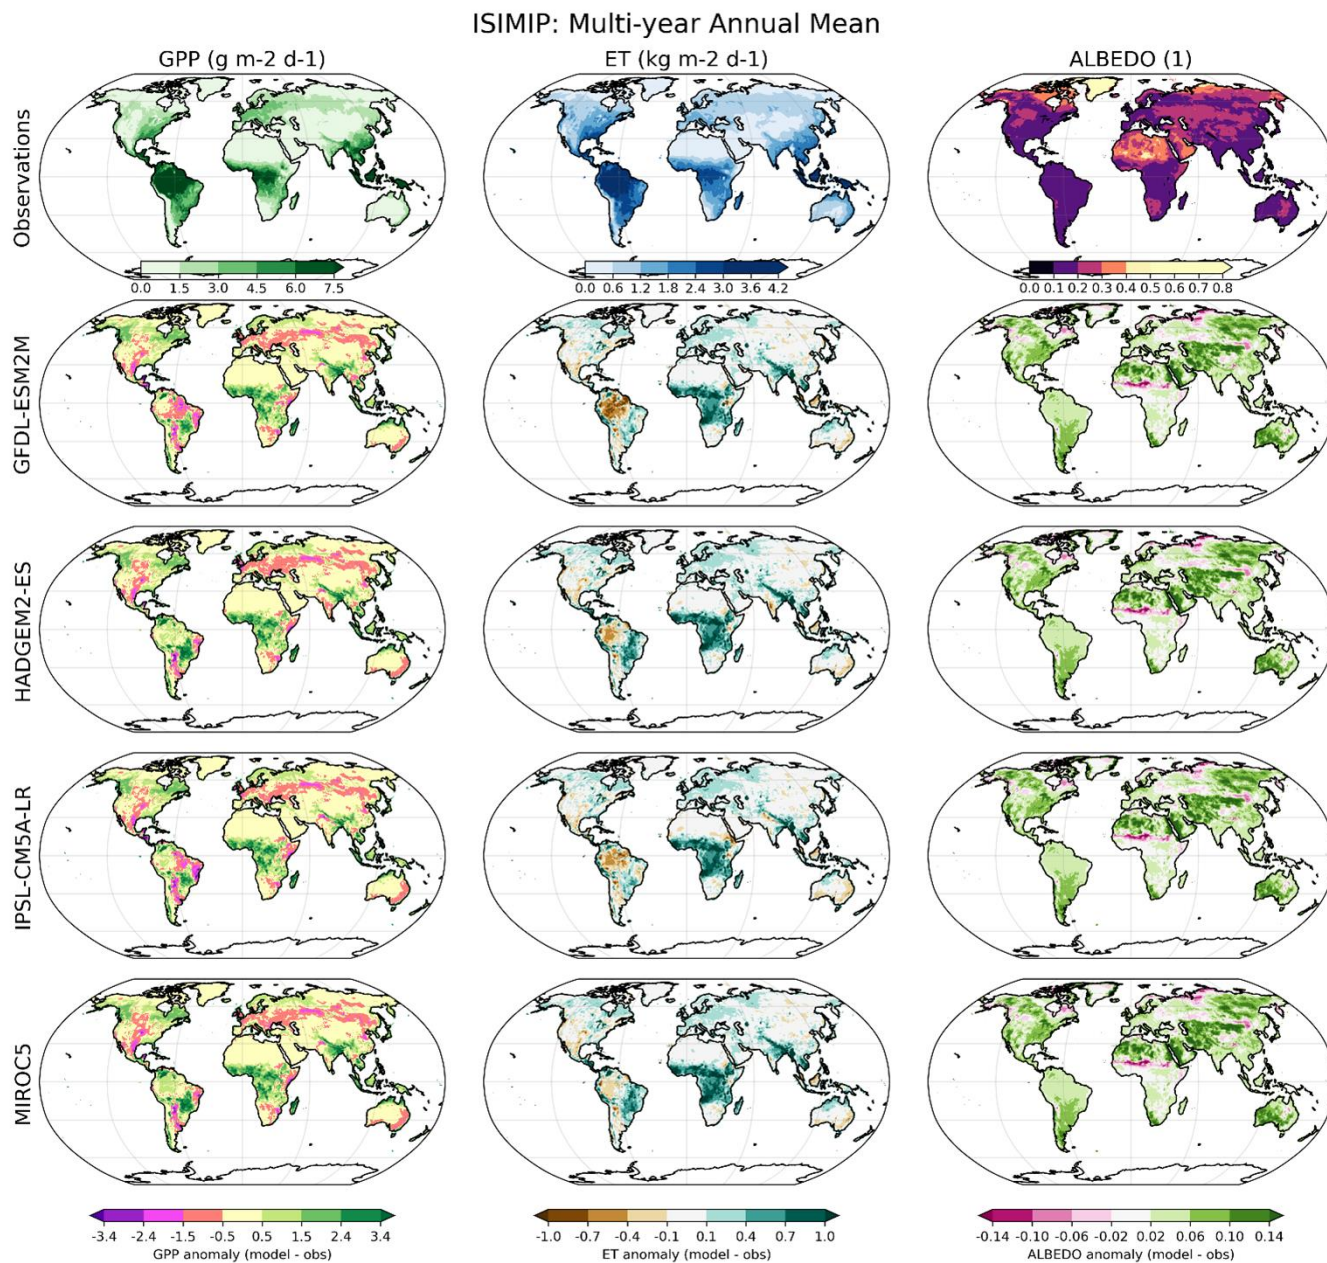 ISIMIP: Multi-year Annual Mean
GPP (g m-2 d-1)
ET (kg m-2 d-1)
ALBEDO (1)
Observations
0.0 1.5 3.0 4.5 6.0 7.5
0.0 0.6 1.2 1.8 2.4 3.0 3.6 4.2
0.0 0.1 0.2 0.3 0.4 0.5 0.6 0.7 0.8
GFDL-ESM2M
HADGEM2-ES
IPSL-CM5A-LR
MIROC5
-3.4 -2.4 -1.5 -0.5 0.5 1.5 2.4 3.4
GPP anomaly (model - obs)
-1.0 -0.7 -0.4 -0.1 0.1 0.4 0.7 1.0
ET anomaly (model - obs)
-0.14 -0.10 -0.06 -0.02 0.02 0.06 0.10 0.14
ALBEDO anomaly (model - obs)